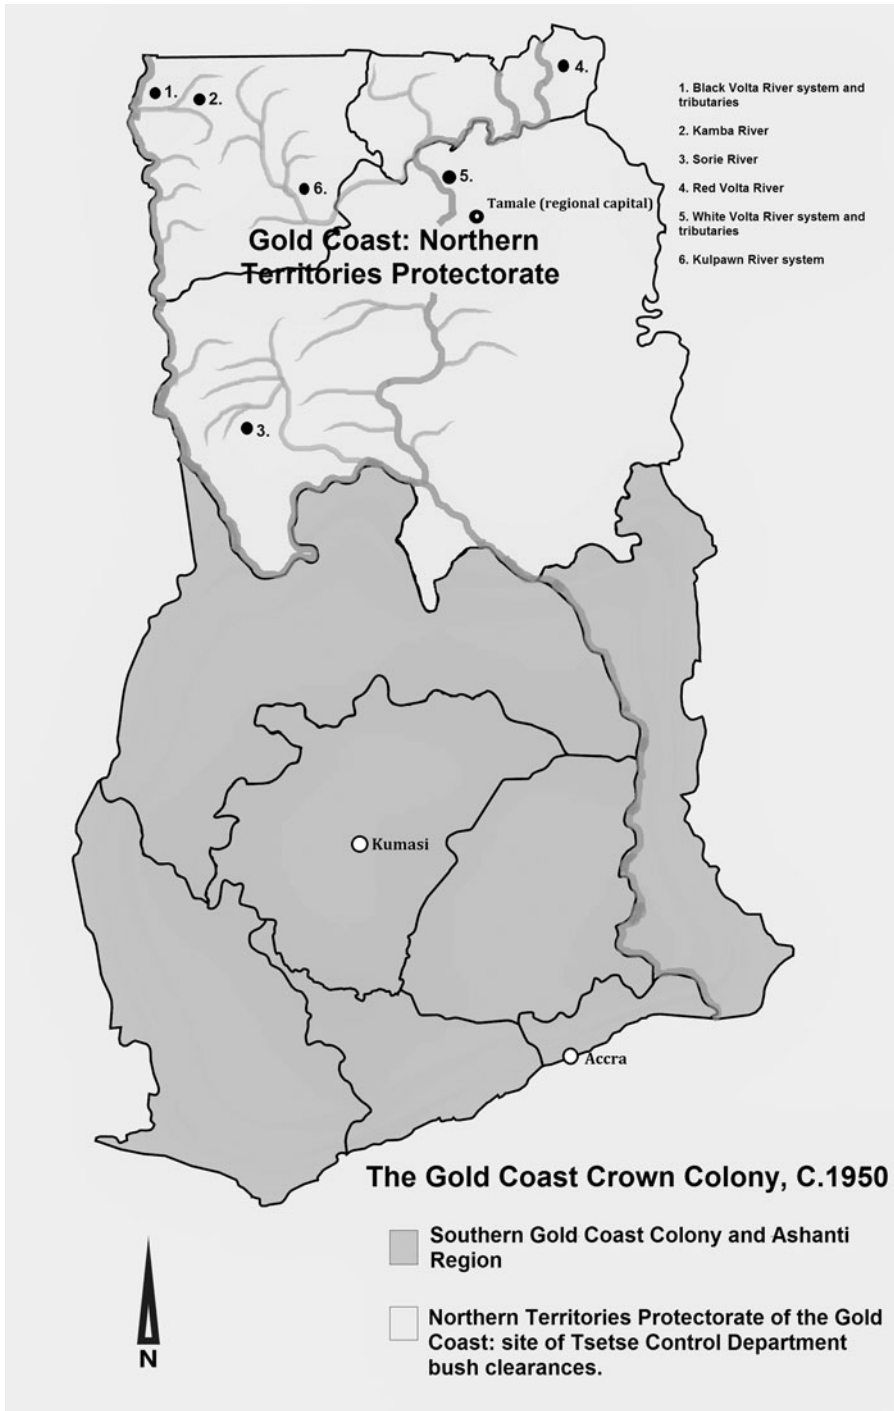 1.
2.
4.
1. Black Volta River system and
tributaries
2. Kamba River
3. Sorie River
4. Red Volta River
5. White Volta River system and
tributaries
6. Kulpawn River system
5.
6.
Tamale (regional capital)
Gold Coast: Northern
Territories Protectorate
3.
Kumasi
Accra
The Gold Coast Crown Colony, C.1950
Southern Gold Coast Colony and Ashanti
Region
Northern Territories Protectorate of the Gold
Coast: site of Tsetse Control Department
bush clearances.
N